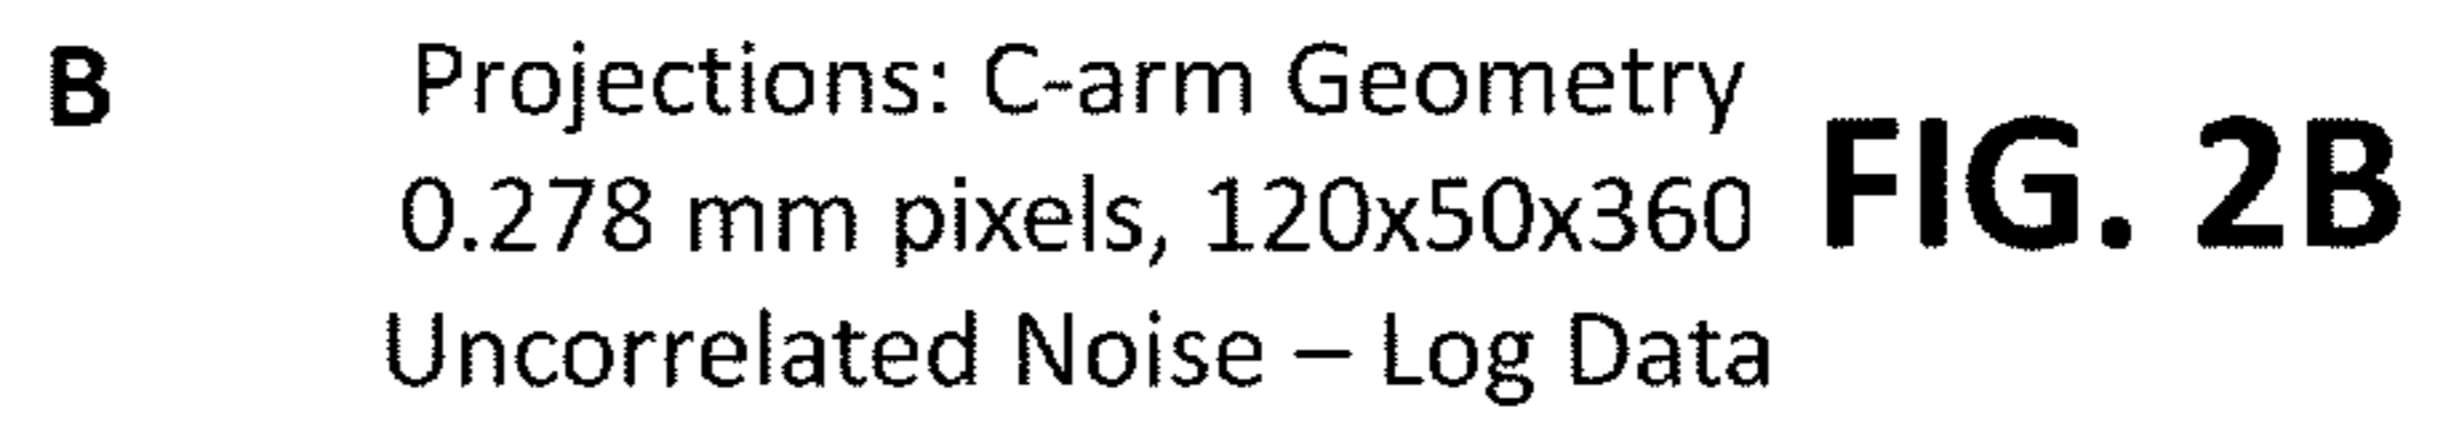 B
Projections: C-arm Geometry
0.278 mm pixels, 120x50x360
Uncorrelated Noise – Log Data
FIG. 2B